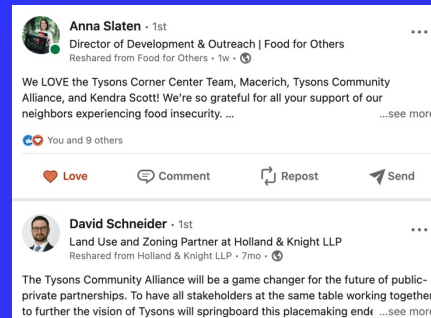 Anna Slaten • 1st
Director of Development & Outreach | Food for Others
Reshared from Food for Others • 1w •
We LOVE the Tysons Corner Center Team, Macerich, Tysons Community
Alliance, and Kendra Scott! We're so grateful for all your support of our
neighbors experiencing food insecurity. ... ...see more
You and 9 others
Love Comment Repost Send
David Schneider • 1st
Land Use and Zoning Partner at Holland & Knight LLP
Reshared from Holland & Knight LLP • 7mo •
The Tysons Community Alliance will be a game changer for the future of public-
private partnerships. To have all stakeholders at the same table working together
to further the vision of Tysons will springboard this placemaking ende ...see more